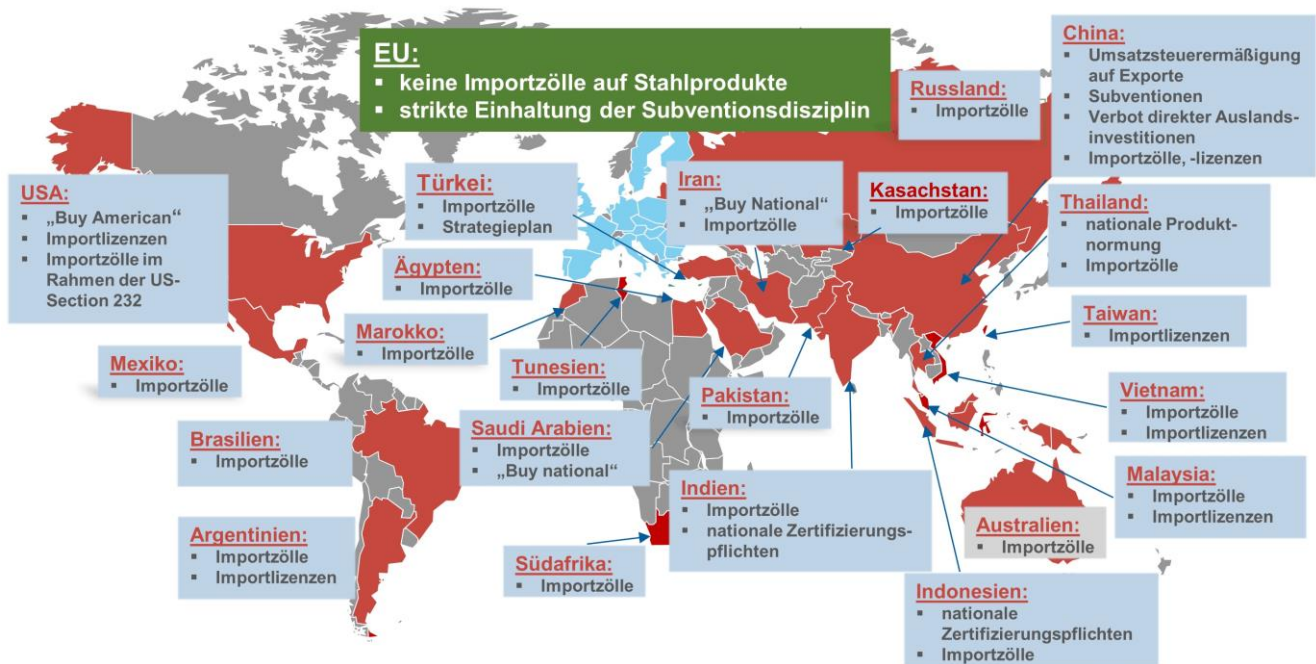 EU:
▪ keine Importzölle auf Stahlprodukte
▪ strikte Einhaltung der Subventionsdisziplin
China:
▪ Umsatzsteuerermäßigung
auf Exporte
▪ Subventionen
▪ Verbot direkter Auslands-
investitionen
▪ Importzölle, -lizenzen
Russland:
▪ Importzölle
USA:
▪ „Buy American“
▪ Importlizenzen
▪ Importzölle im
Rahmen der US-
Section 232
Türkei:
▪ Importzölle
▪ Strategieplan
Iran:
▪ „Buy National“
▪ Importzölle
Kasachstan:
▪ Importzölle
Thailand:
▪ nationale Produkt-
normung
▪ Importzölle
Ägypten:
▪ Importzölle
Marokko:
▪ Importzölle
Taiwan:
▪ Importlizenzen
Mexiko:
▪ Importzölle
Tunesien:
▪ Importzölle
Pakistan:
▪ Importzölle
Vietnam:
▪ Importzölle
▪ Importlizenzen
Brasilien:
▪ Importzölle
Saudi Arabien:
▪ Importzölle
▪ „Buy national“
Malaysia:
▪ Importzölle
▪ Importlizenzen
Indien:
▪ Importzölle
▪ nationale Zertifizierungs-
pflichten
Argentinien:
▪ Importzölle
▪ Importlizenzen
Australien:
▪ Importzölle
Südafrika:
▪ Importzölle
Indonesien:
▪ nationale
Zertifizierungspflichten
▪ Importzölle